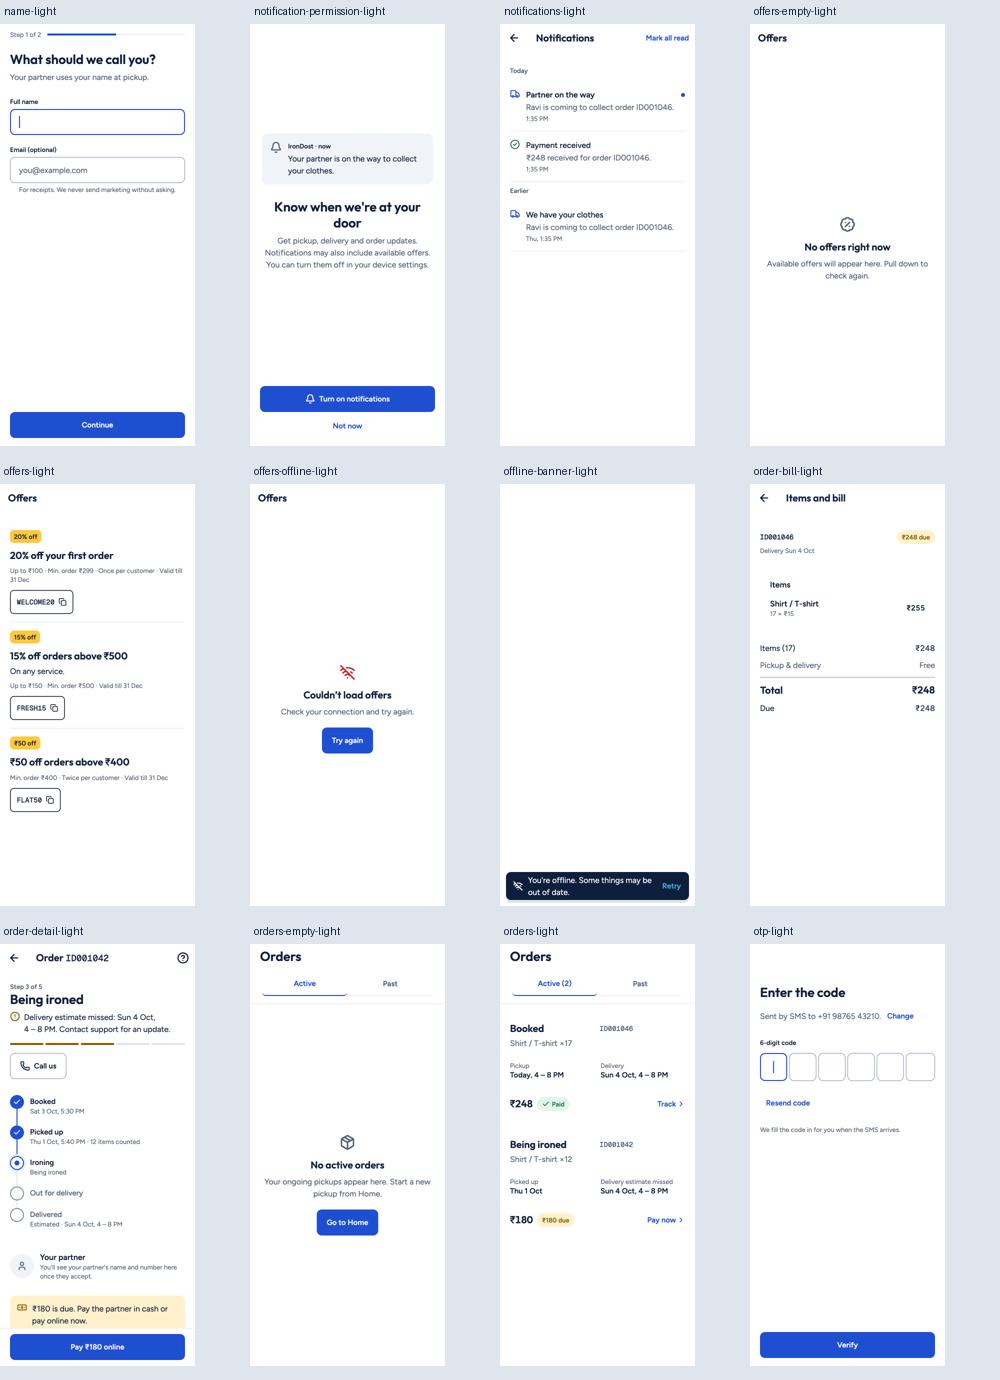 name-light
Step 1 of 2
What should we call you?
Your partner uses your name at pickup.
Full name
Email (optional)
you@example.com
For receipts. We never send marketing without asking.
Continue
notification-permission-light
IronDost · now
Your partner is on the way to collect
your clothes.
Know when we're at your
door
Get pickup, delivery and order updates.
Notifications may also include available offers.
You can turn them off in your device settings.
Turn on notifications
Not now
notifications-light
Notifications
Mark all read
Today
Partner on the way
Ravi is coming to collect order ID001046.
1:35 PM
Payment received
₹248 received for order ID001046.
1:35 PM
Earlier
We have your clothes
Ravi is coming to collect order ID001046.
Thu, 1:35 PM
offers-empty-light
Offers
No offers right now
Available offers will appear here. Pull down to
check again.
offers-light
Offers
20% off
20% off your first order
Up to ₹100 · Min. order ₹299 · Once per customer · Valid till
31 Dec
WELCOME20
15% off
15% off orders above ₹500
On any service.
Up to ₹150 · Min. order ₹500 · Valid till 31 Dec
FRESH15
₹50 off
₹50 off orders above ₹400
Min. order ₹400 · Twice per customer · Valid till 31 Dec
FLAT50
offers-offline-light
Offers
Couldn't load offers
Check your connection and try again.
Try again
offline-banner-light
You're offline. Some things may be
out of date.
Retry
order-bill-light
Items and bill
ID001046
₹248 due
Delivery Sun 4 Oct
Items
Shirt / T-shirt
17 × ₹15
₹255
Items (17)
₹248
Pickup & delivery
Free
Total
₹248
Due
₹248
order-detail-light
Order ID001042
Step 3 of 5
Being ironed
Delivery estimate missed: Sun 4 Oct,
4 – 8 PM. Contact support for an update.
Call us
Booked
Sat 3 Oct, 5:30 PM
Picked up
Thu 1 Oct, 5:40 PM · 12 items counted
Ironing
Being ironed
Out for delivery
Delivered
Estimated · Sun 4 Oct, 4 – 8 PM
Your partner
You'll see your partner's name and number here
once they accept.
₹180 is due. Pay the partner in cash or
pay online now.
Pay ₹180 online
orders-empty-light
Orders
Active
Past
No active orders
Your ongoing pickups appear here. Start a new
pickup from Home.
Go to Home
orders-light
Orders
Active (2)
Past
Booked
ID001046
Shirt / T-shirt ×17
Pickup
Delivery
Today, 4 – 8 PM
Sun 4 Oct, 4 – 8 PM
₹248
Paid
Track
Being ironed
ID001042
Shirt / T-shirt ×12
Picked up
Delivery estimate missed
Thu 1 Oct
Sun 4 Oct, 4 – 8 PM
₹180
₹180 due
Pay now
otp-light
Enter the code
Sent by SMS to +91 98765 43210. Change
6-digit code
Resend code
We fill the code in for you when the SMS arrives.
Verify